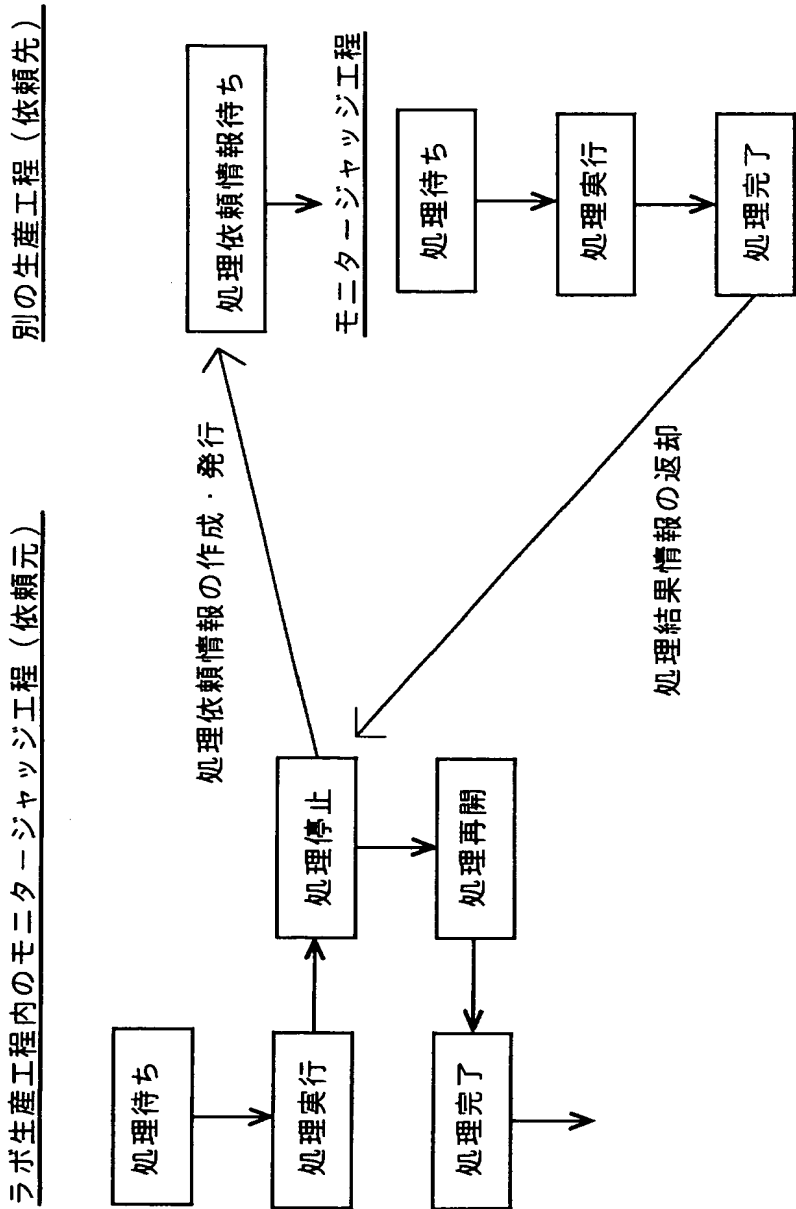 ラボ生産工程内のモニタージャッジ工程（依頼元）
処理待ち
処理実行
処理停止
処理再開
処理完了
処理依頼情報の作成・発行
処理結果情報の返却
別の生産工程（依頼先）
処理依頼情報待ち
モニタージャッジ工程
処理待ち
処理実行
処理完了